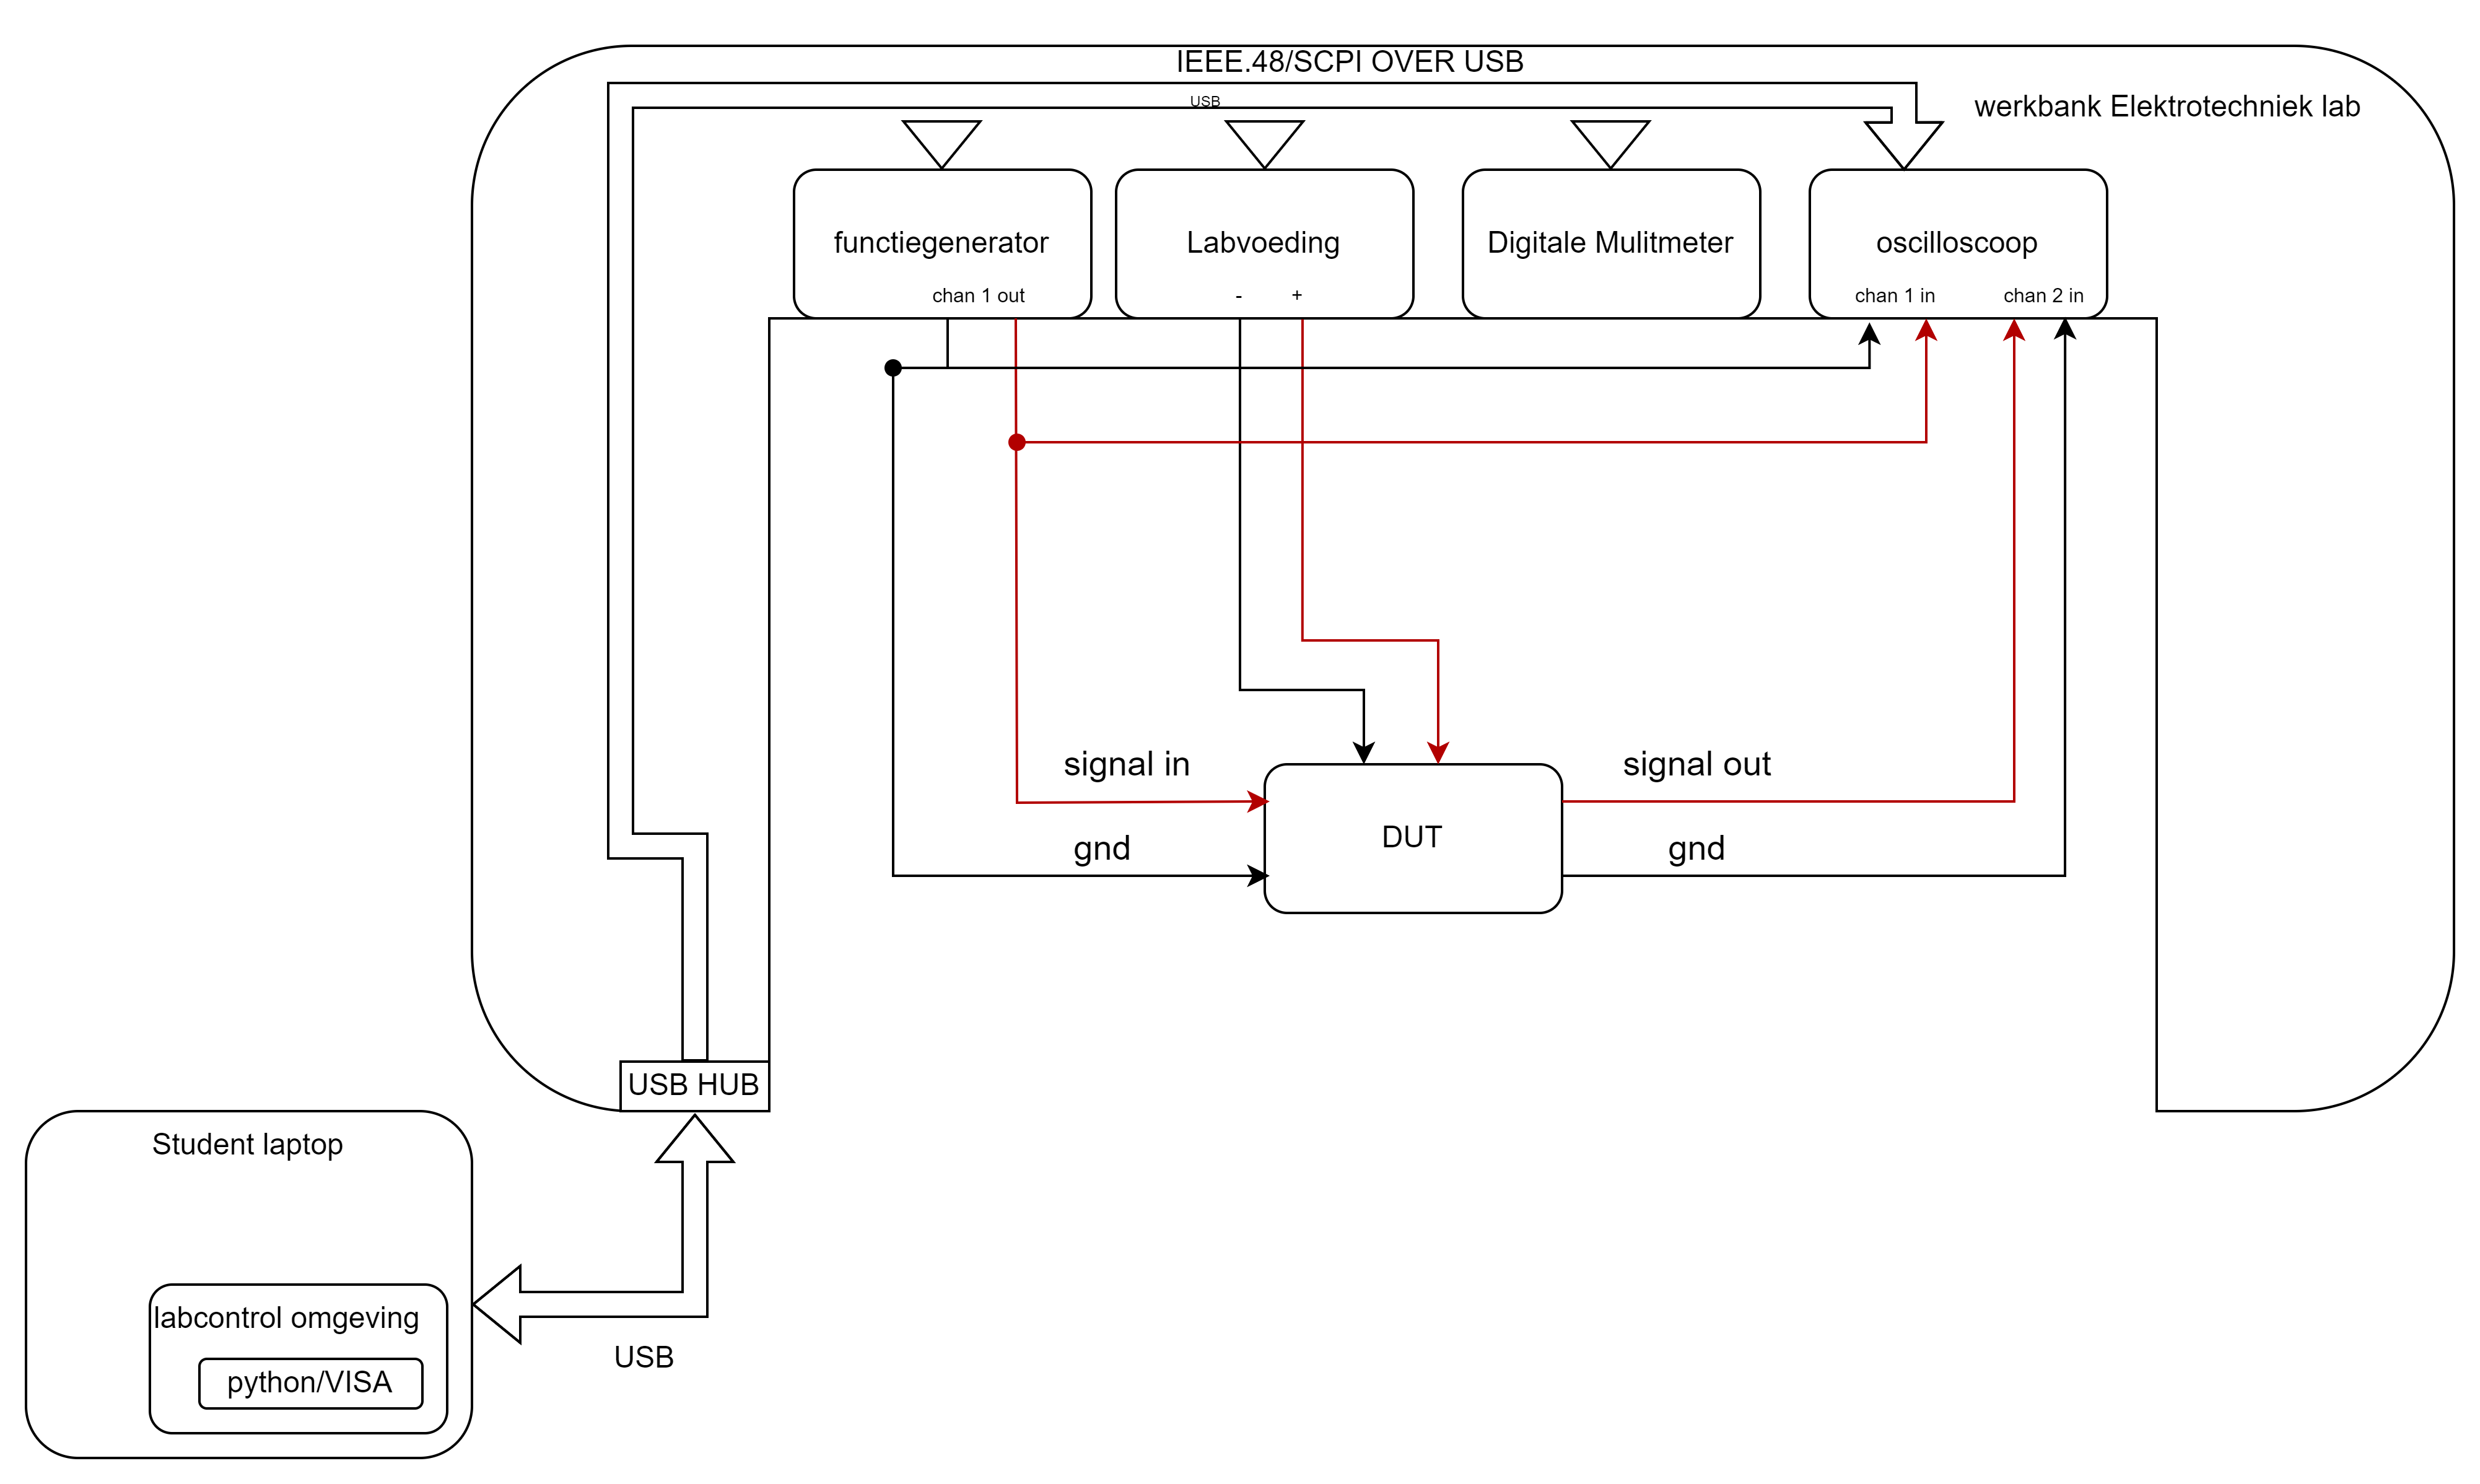 IEEE.48/SCPI OVER USB
USB
werkbank Elektrotechniek lab
functiegenerator
chan 1 out
Labvoeding
- +
Digitale Mulitmeter
oscilloscoop
chan 1 in
chan 2 in
signal in
signal out
gnd
DUT
gnd
USB HUB
Student laptop
labcontrol omgeving
python/VISA
USB